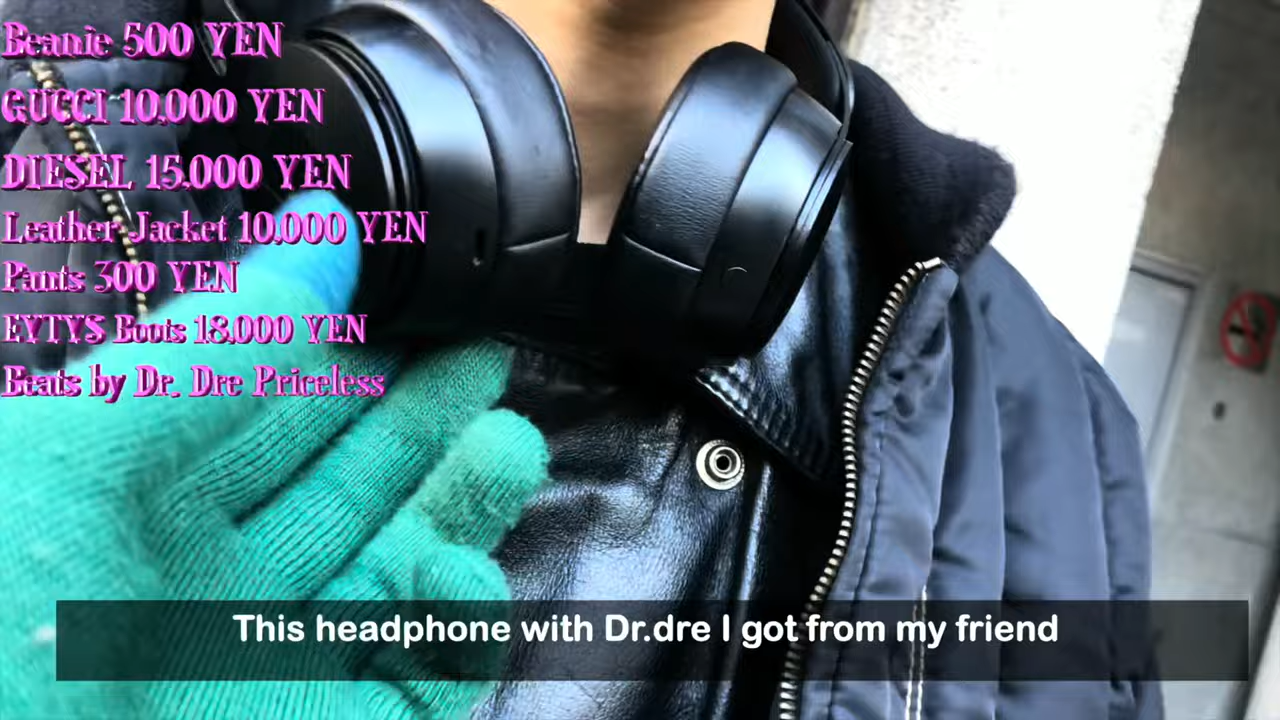 Beanie 500 YEN
GUCCI 10,000 YEN
DIESEL 15,000 YEN
Leather Jacket 10,000 YEN
Pants 300 YEN
EYTYS Boots 18,000 YEN
Beats by Dr. Dre Priceless
This headphone with Dr.dre I got from my friend